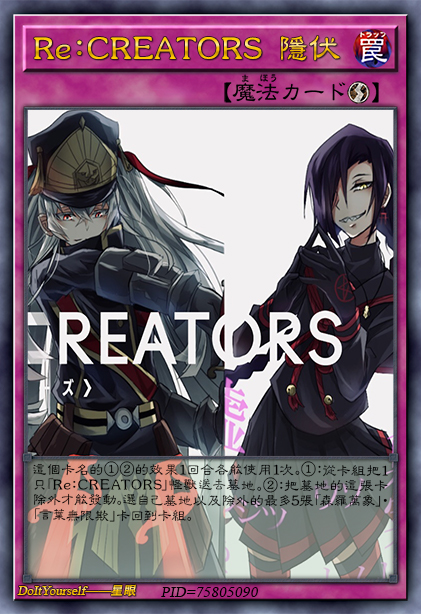 Re：CREATORS 隱伏
トラップ
罠
ま ほう
【魔法カード】
REATORS
ズ 〉
這個卡名的①②的效果1回合各能使用1次。①：從卡組把1
只「Re：CREATORS」怪獸送去墓地。②：把墓地的這張卡
除外才能發動。選自己墓地以及除外的最多5張「森羅萬象」·
「言葉無限欺」卡回到卡組。
DoItYourself——星眼
PID=75805090